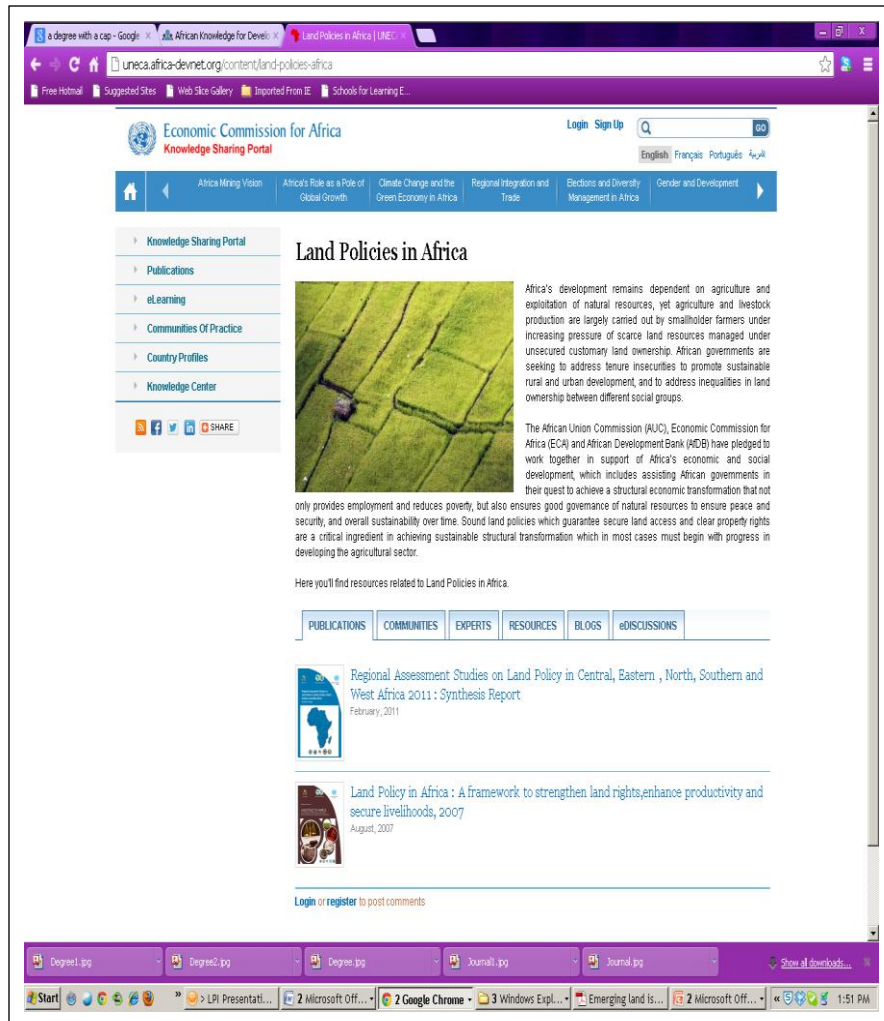 a degree with a cap - Google
African Knowledge for Develo
Land Policies in Africa | UNEC
uneca.africa-devnet.org/content/land-policies-africa
Free Hotmail Suggested Sites Web Slice Gallery Imported From IE Schools for Learning E...
Economic Commission for Africa
Knowledge Sharing Portal
Login Sign Up
GO
English Français Português العربية
Africa Mining Vision
Africa's Role as a Pole of Global Growth
Climate Change and the Green Economy in Africa
Regional Integration and Trade
Elections and Diversity Management in Africa
Gender and Development
Knowledge Sharing Portal
Publications
eLearning
Communities Of Practice
Country Profiles
Knowledge Center
SHARE
Land Policies in Africa
Africa's development remains dependent on agriculture and
exploitation of natural resources, yet agriculture and livestock
production are largely carried out by smallholder farmers under
increasing pressure of scarce land resources managed under
unsecured customary land ownership. African governments are
seeking to address tenure insecurities to promote sustainable
rural and urban development, and to address inequalities in land
ownership between different social groups.
The African Union Commission (AUC), Economic Commission for
Africa (ECA) and African Development Bank (AfDB) have pledged to
work together in support of Africa's economic and social
development, which includes assisting African governments in
their quest to achieve a structural economic transformation that not
only provides employment and reduces poverty, but also ensures good governance of natural resources to ensure peace and
security, and overall sustainability over time. Sound land policies which guarantee secure land access and clear property rights
are a critical ingredient in achieving sustainable structural transformation which in most cases must begin with progress in
developing the agricultural sector.
Here you'll find resources related to Land Policies in Africa.
PUBLICATIONS COMMUNITIES EXPERTS RESOURCES BLOGS eDISCUSSIONS
Regional Assessment Studies on Land Policy in Central, Eastern , North, Southern and
West Africa 2011 : Synthesis Report
February, 2011
Land Policy in Africa : A framework to strengthen land rights,enhance productivity and
secure livelihoods, 2007
August, 2007
Login or register to post comments
Degree1.jpg Degree2.jpg Degree.jpg Journal1.jpg Journal.jpg Show all downloads...
Start » > LPI Presentati... 2 Microsoft Off... 2 Google Chrome 3 Windows Expl... Emerging land is... 2 Microsoft Off... « 1:51 PM